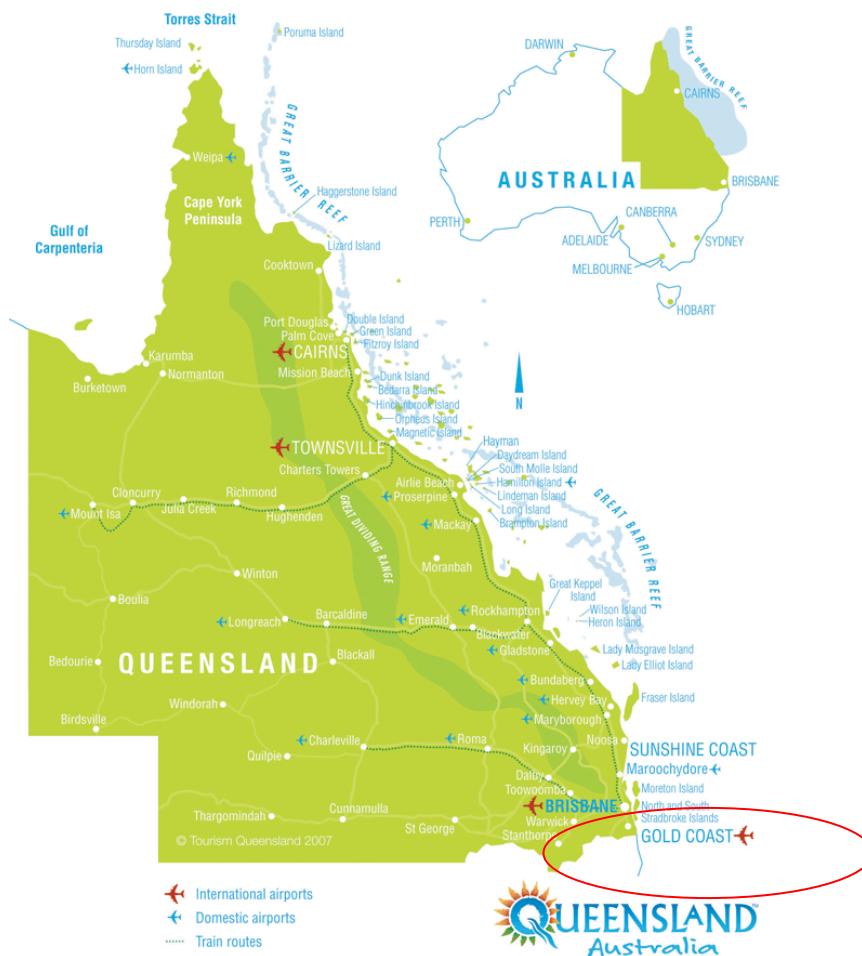 Torres Strait
Thursday Island
Horn Island
Poruma Island
GREAT BARRIER REEF
Weipa
Cape York
Peninsula
Haggerstone Island
Gulf of
Carpenteria
Lizard Island
Cooktown
DARWIN
GREAT BARRIER REEF
CAIRNS
AUSTRALIA
BRISBANE
PERTH
CANBERRA
ADELAIDE
SYDNEY
MELBOURNE
HOBART
Port Douglas
Double Island
Palm Cove
Green Island
Fitzroy Island
CAIRNS
Karumba
Normanton
Burketown
Mission Beach
Dunk Island
Bedarra Island
Hinchinbrook Island
Orpheus Island
Magnetic Island
N
TOWNSVILLE
Charters Towers
Hayman
Daydream Island
South Molle Island
Airlie Beach
Hamilton Island
Proserpine
Lindeman Island
Long Island
Brampton Island
Mackay
GREAT BARRIER REEF
Cloncurry
Julia Creek
Richmond
Hughenden
Mount Isa
GREAT DIVIDING RANGE
Moranbah
Winton
Boulia
Great Keppel
Island
Wilson Island
Heron Island
Longreach
Barcaldine
Emerald
Rockhampton
Blackwater
Gladstone
Bedourie
QUEENSLAND
Blackall
Lady Musgrave Island
Lady Elliot Island
Bundaberg
Fraser Island
Hervey Bay
Windorah
Maryborough
Birdsville
Charleville
Roma
Noosa
Quilpie
Kingaroy
SUNSHINE COAST
Maroochydore
Dalby
Toowoomba
Moreton Island
BRISBANE
North and South
Stradbroke Islands
Thargomindah
Cunnamulla
St George
Warwick
Stanthorpe
GOLD COAST
© Tourism Queensland 2007
International airports
Domestic airports
Train routes
QUEENSLAND™
Australia